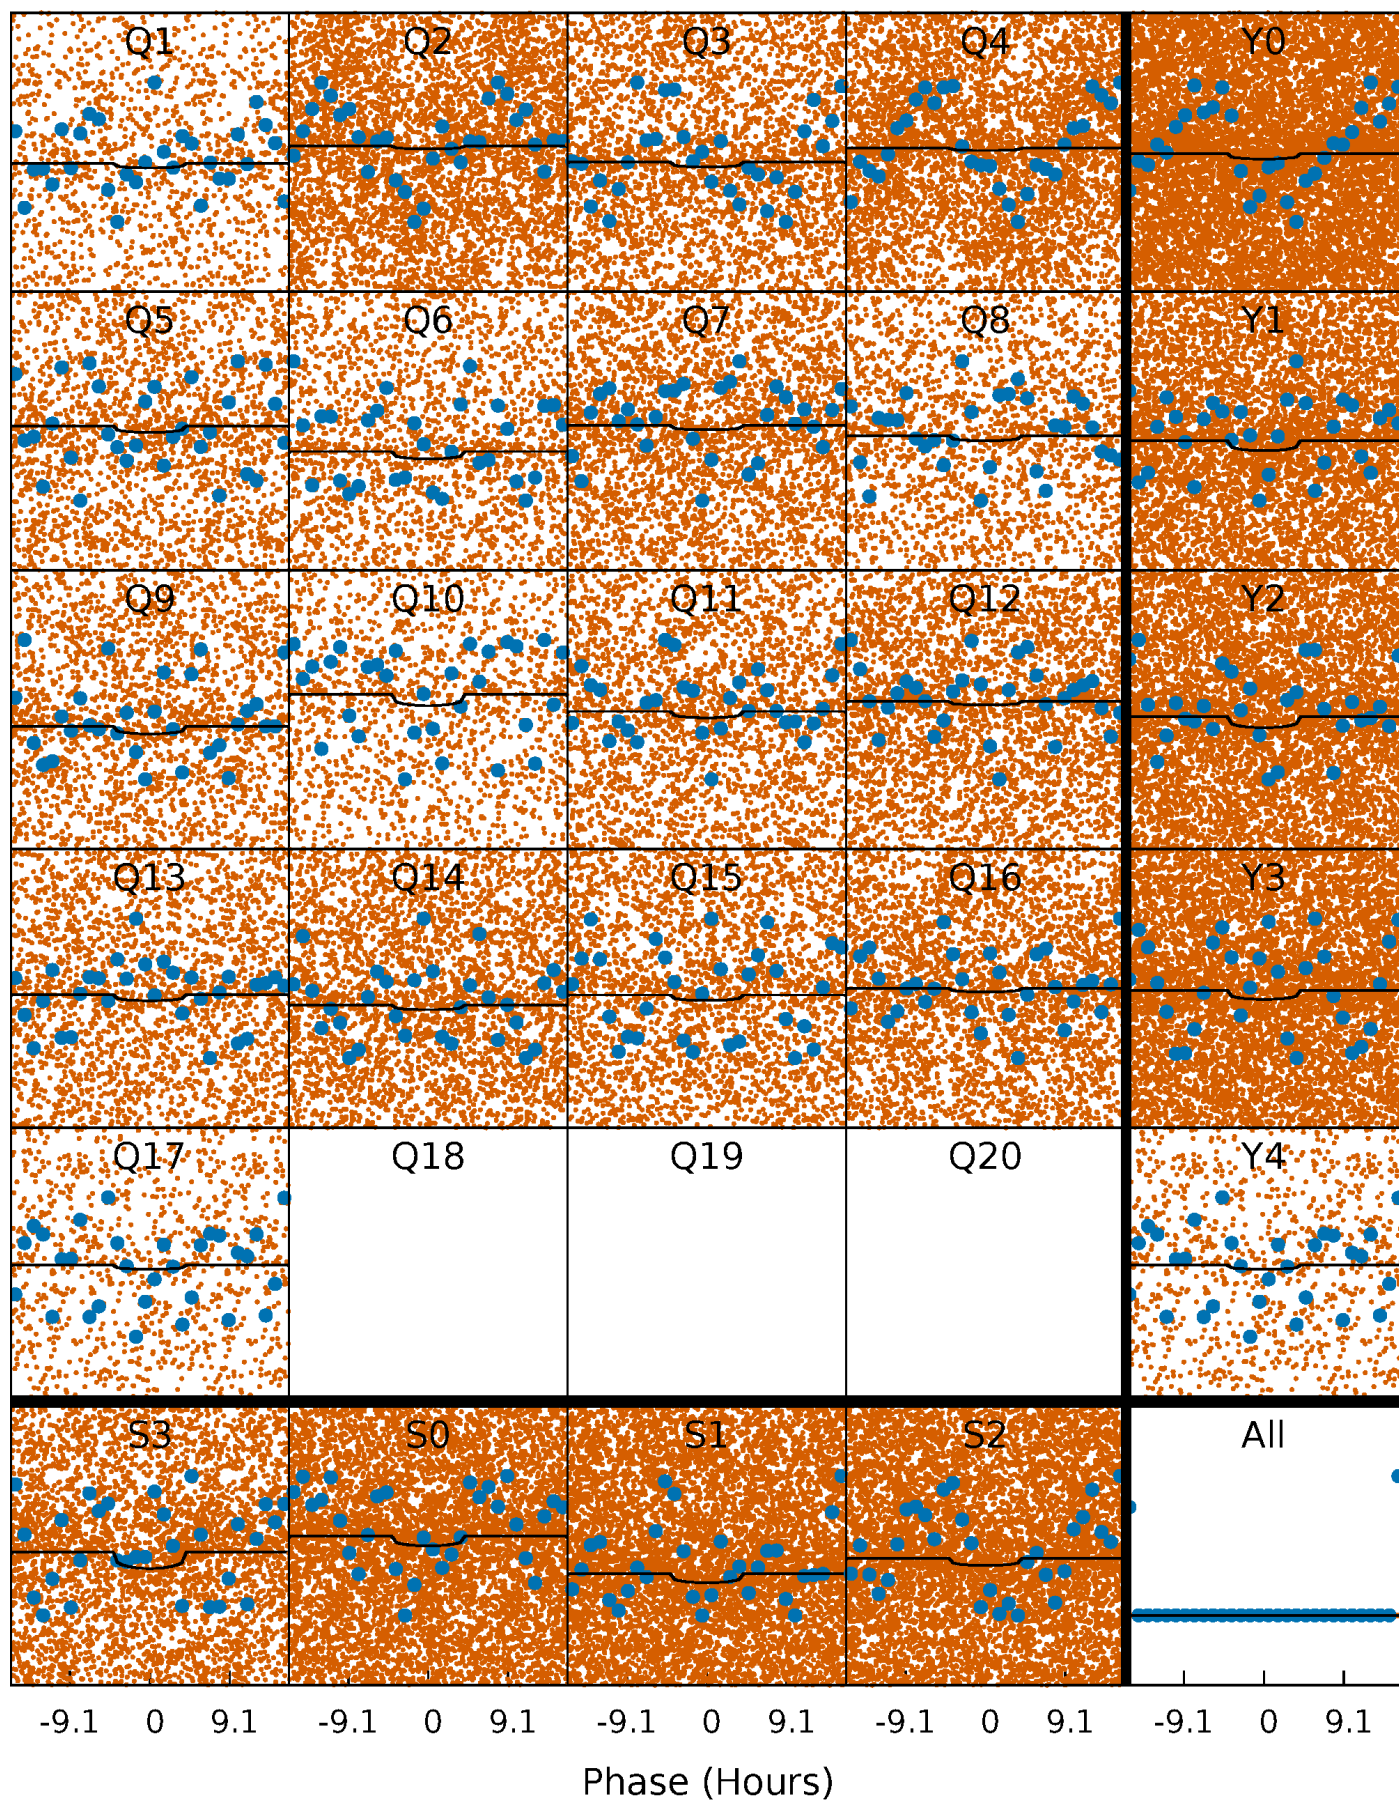 Q1 Q2 Q3 Q4 Y0
Q5 Q6 Q7 Q8 Y1
Q9 Q10 Q11 Q12 Y2
Q13 Q14 Q15 Q16 Y3
Q17 Q18 Q19 Q20 Y4
S3 S0 S1 S2 All
-9.1 0 9.1 -9.1 0 9.1 -9.1 0 9.1 -9.1 0 9.1 -9.1 0 9.1
Phase (Hours)